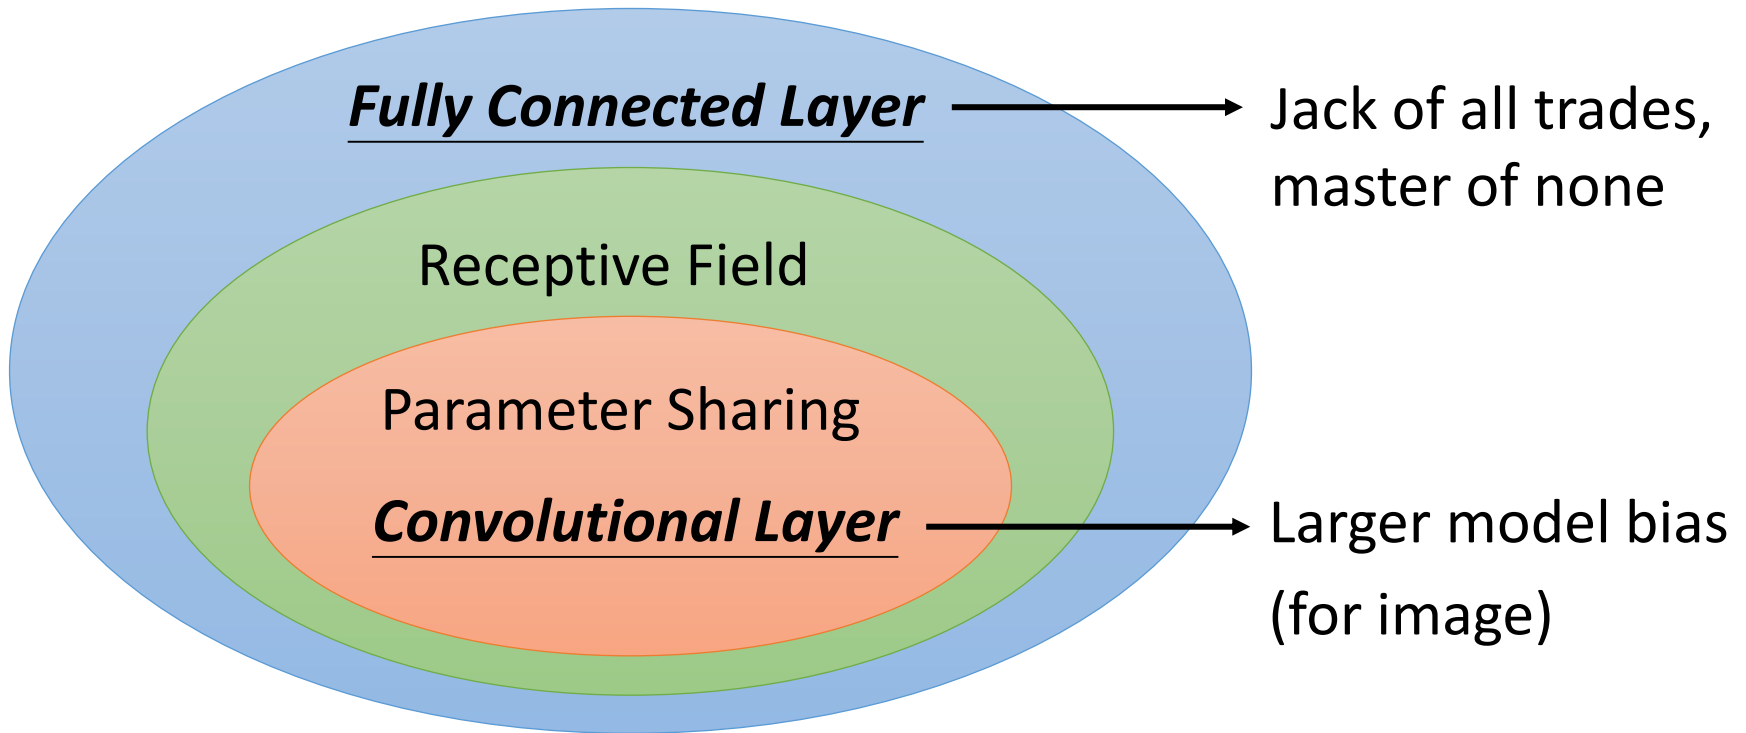 Fully Connected Layer
Jack of all trades,
master of none
Receptive Field
Parameter Sharing
Convolutional Layer
Larger model bias
(for image)